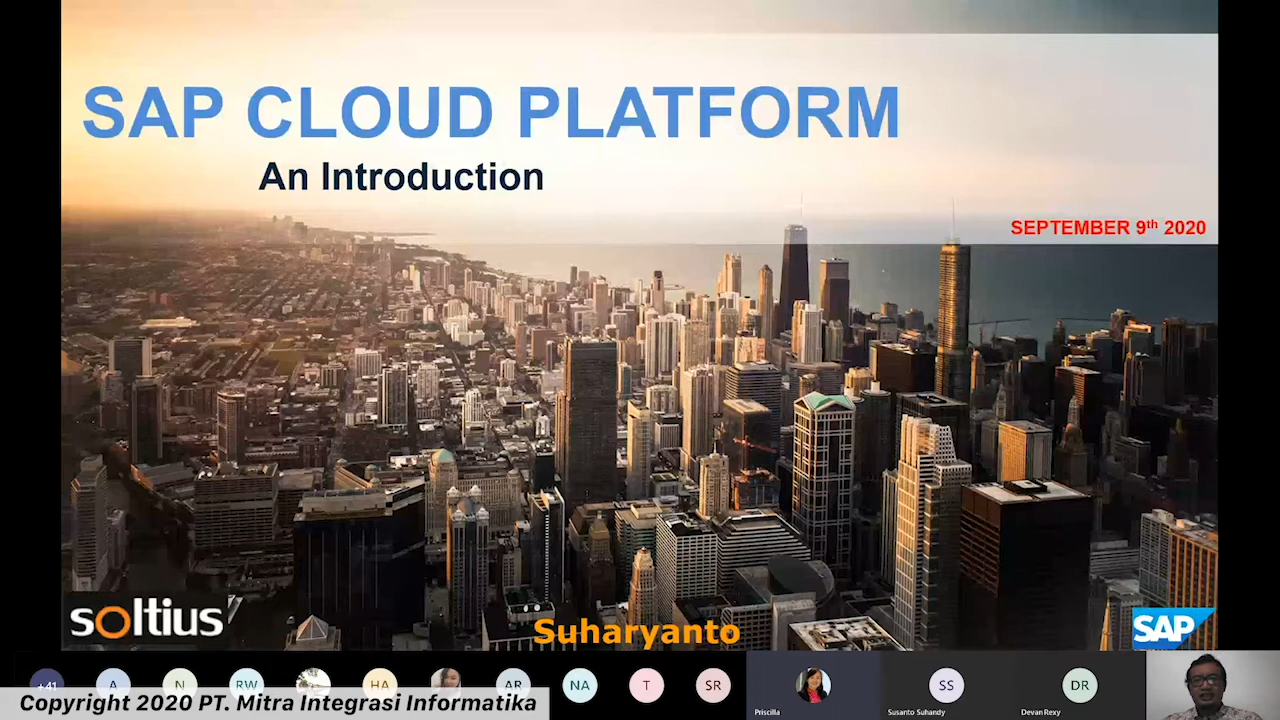 SAP CLOUD PLATFORM
An Introduction
SEPTEMBER 9th 2020
soltius
Suharyanto
SAP
+41
A
N
RW
HA
AR
NA
T
SR
SS
DR
Priscilla
Susanto Suhandy
Devan Rexy
Copyright 2020 PT. Mitra Integrasi Informatika